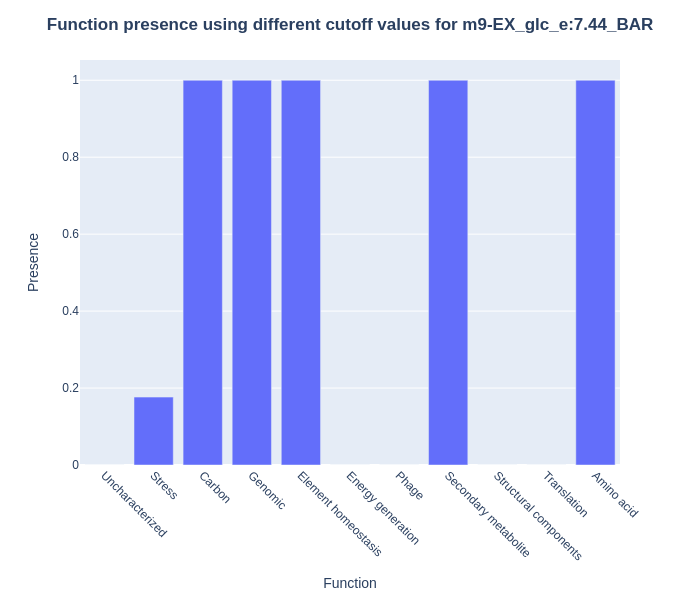 Function presence using different cutoff values for m9-EX_glc_e:7.44_BAR
1
0.8
0.6
0.4
0.2
0
Presence
Uncharacterized
Stress
Carbon
Genomic
Element homeostasis
Energy generation
Phage
Secondary metabolite
Structural components
Translation
Amino acid
Function